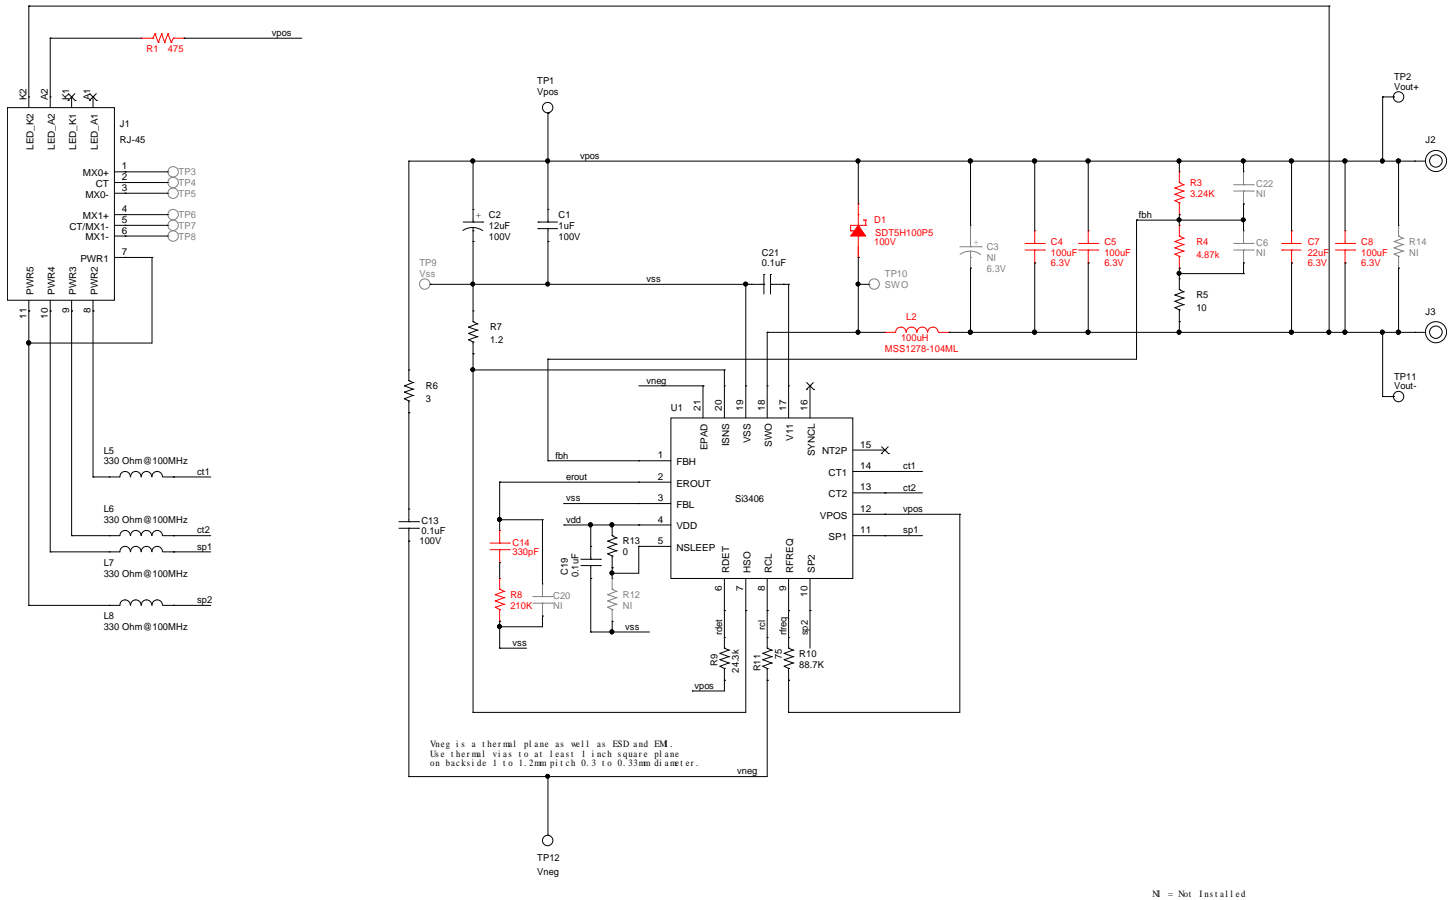 R1 475
vpos
K2
A2
K1
A1
LED_K2
LED_A2
LED_K1
LED_A1
J1
RJ-45
MX0+
CT
MX0-
MX1+
CT/MX1-
MX1-
PWR1
1
2
3
4
5
6
7
TP3
TP4
TP5
TP6
TP7
TP8
PWR5
PWR4
PWR3
PWR2
11
10
9
8
L5
330 Ohm@100MHz
ct1
L6
330 Ohm@100MHz
ct2
sp1
L7
330 Ohm@100MHz
sp2
L8
330 Ohm@100MHz
TP1
Vpos
vpos
C2
12uF
100V
+
C1
1uF
100V
TP9
Vss
vss
C21
0.1uF
R7
1.2
R6
3
C13
0.1uF
100V
D1
SDT5H100P5
100V
TP10
SWO
L2
100uH
MSS1278-104ML
+
C3
NI
6.3V
C4
100uF
6.3V
C5
100uF
6.3V
fbh
R3
3.24K
C22
NI
R4
4.87k
C6
NI
R5
10
C7
22uF
6.3V
C8
100uF
6.3V
R14
NI
TP2
Vout+
J2
J3
TP11
Vout-
vneg
U1
21
20
19
18
17
16
EPAD
ISNS
VSS
SWO
V11
SYNCL
fbh
1
FBH
erout
2
EROUT
vss
3
FBL
vdd
4
VDD
5
NSLEEP
Si3406
NT2P
15
CT1
14
ct1
CT2
13
ct2
VPOS
12
vpos
SP1
11
sp1
RDET
HSO
RCL
RFREQ
SP2
6
7
8
9
10
C14
330pF
R8
210K
C20
NI
vss
C19
0.1uF
R13
0
R12
NI
vss
rdet
rcl
rfreq
sp2
R9
24.3k
R11
75
R10
88.7K
vpos
Vneg is a thermal plane as well as ESD and EMI.
Use thermal vias to at least 1 inch square plane
on backside 1 to 1.2mm pitch 0.3 to 0.33mm diameter.
vneg
TP12
Vneg
NI = Not Installed